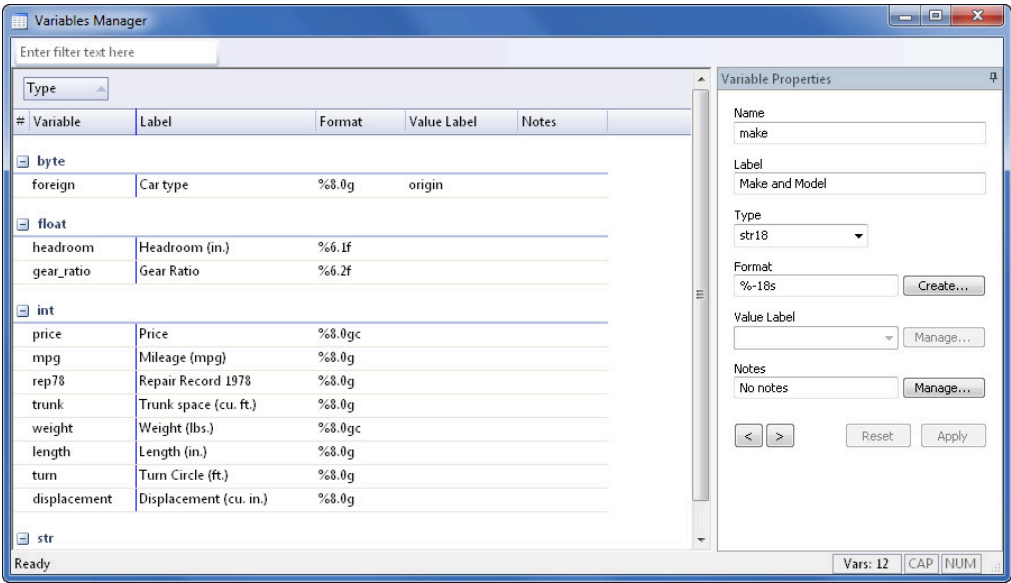 Variables Manager
Enter filter text here
Type
# Variable Label Format Value Label Notes
byte
foreign Car type %8.0g origin
float
headroom Headroom (in.) %6.1f
gear_ratio Gear Ratio %6.2f
int
price Price %8.0gc
mpg Mileage (mpg) %8.0g
rep78 Repair Record 1978 %8.0g
trunk Trunk space (cu. ft.) %8.0g
weight Weight (lbs.) %8.0gc
length Length (in.) %8.0g
turn Turn Circle (ft.) %8.0g
displacement Displacement (cu. in.) %8.0g
str
Variable Properties
Name
make
Label
Make and Model
Type
str18
Format
%-18s Create...
Value Label
Manage...
Notes
No notes Manage...
< > Reset Apply
Ready Vars: 12 CAP NUM